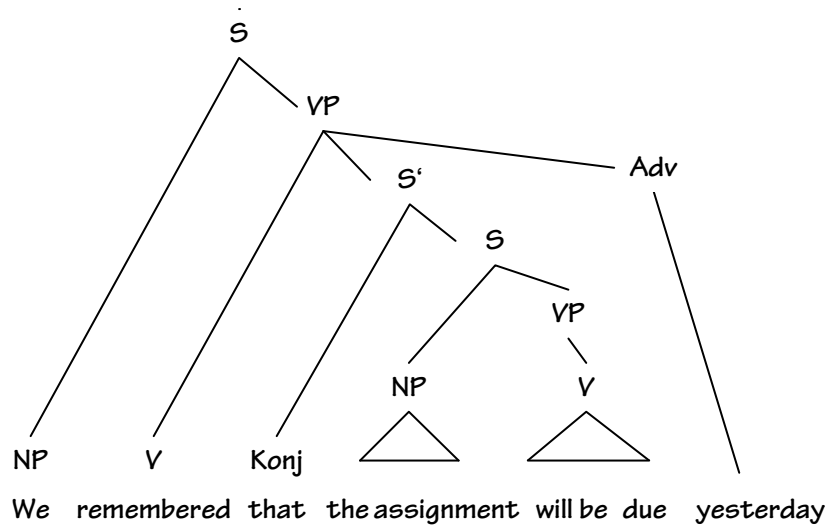 S
VP
Adv
S‘
S
VP
NP V
NP V Konj
We remembered that the assignment will be due yesterday